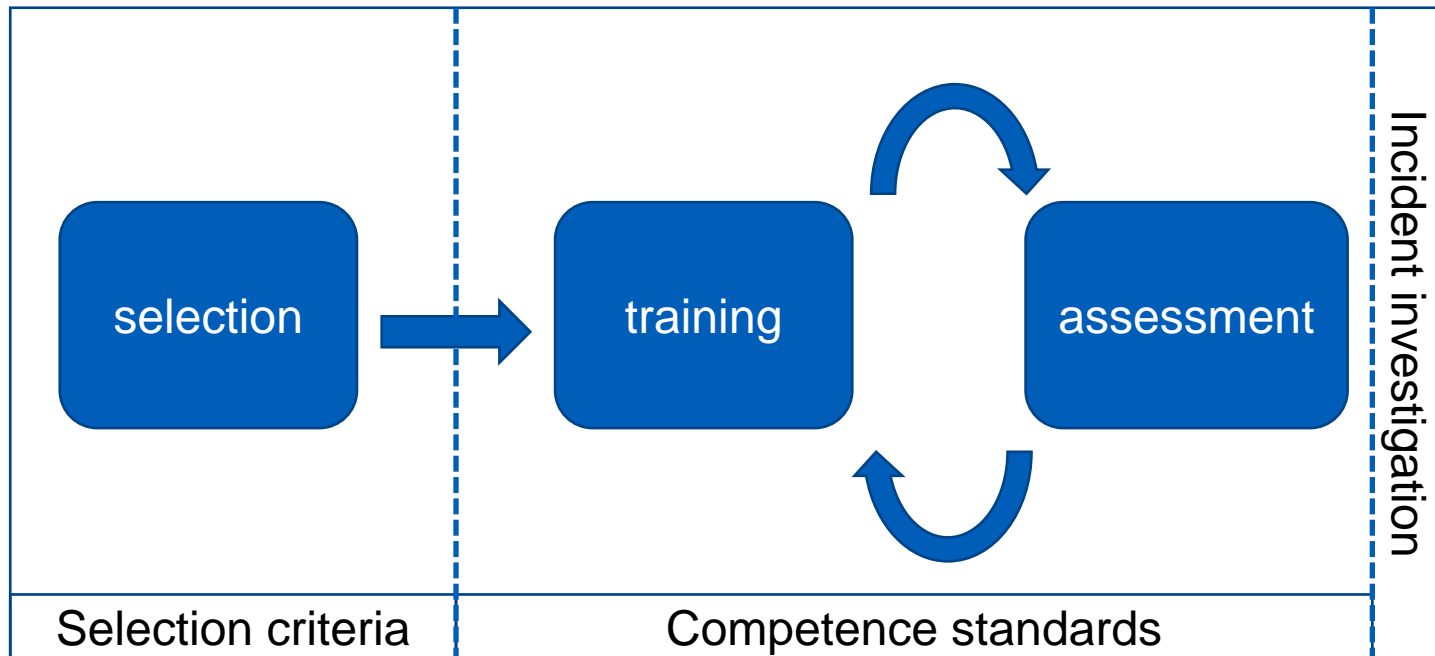 selection
training
assessment
Incident investigation
Selection criteria
Competence standards